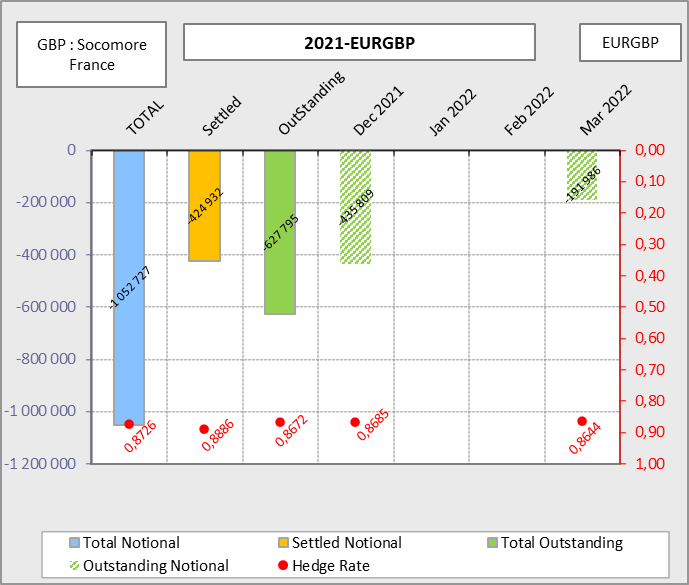 GBP : Socomore
France
2021-EURGBP
EURGBP
TOTAL
Settled
OutStanding
Dec 2021
Jan 2022
Feb 2022
Mar 2022
0
-200 000
-400 000
-600 000
-800 000
-1 000 000
-1 200 000
0,00
0,10
0,20
0,30
0,40
0,50
0,60
0,70
0,80
0,90
1,00
-1 052 727
-424 932
-627 795
-435 809
-191 986
0,8726
0,8886
0,8672
0,8685
0,8644
Total Notional
Settled Notional
Total Outstanding
Outstanding Notional
Hedge Rate